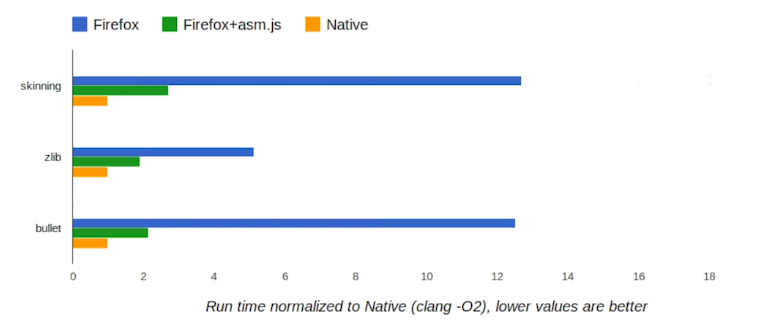 Firefox Firefox+asm.js Native
skinning
zlib
bullet
0 2 4 6 8 10 12 14 16 18
Run time normalized to Native (clang -O2), lower values are better